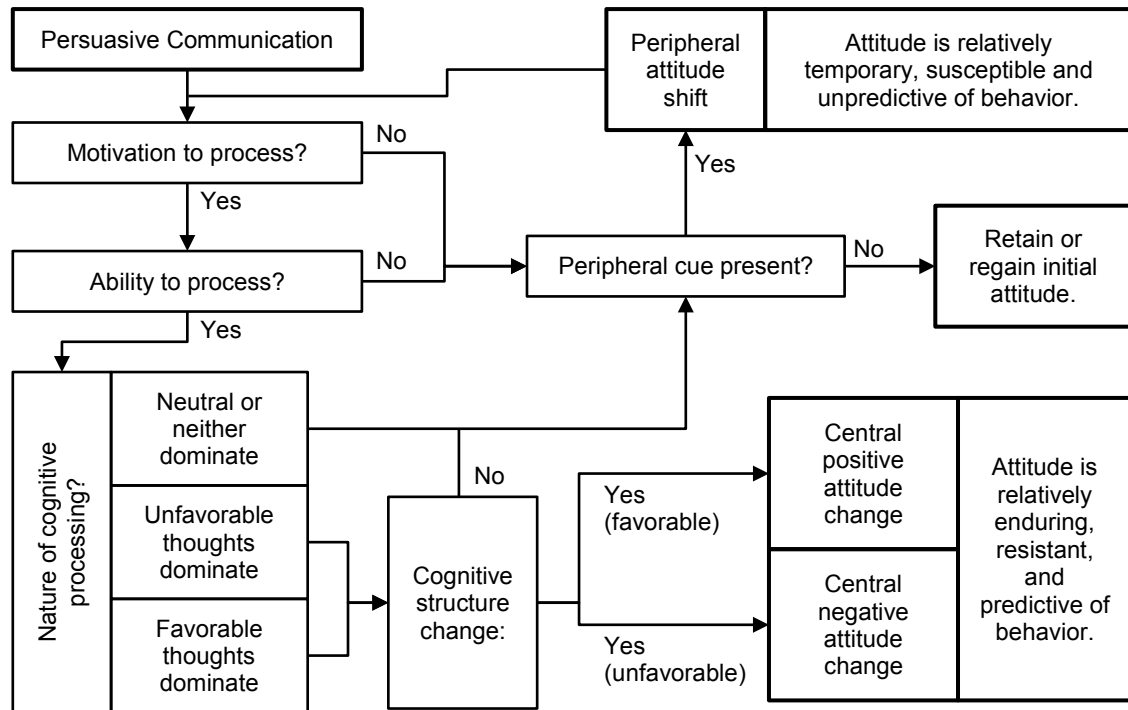 Persuasive Communication
Peripheral
attitude
shift
Attitude is relatively
temporary, susceptible and
unpredictive of behavior.
Motivation to process?
No
Yes
Yes
Ability to process?
No
Yes
Peripheral cue present?
No
Retain or
regain initial
attitude.
Nature of cognitive
processing?
Neutral or
neither
dominate
Unfavorable
thoughts
dominate
Favorable
thoughts
dominate
No
Cognitive
structure
change:
Yes
(favorable)
Yes
(unfavorable)
Central
positive
attitude
change
Central
negative
attitude
change
Attitude is
relatively
enduring,
resistant,
and
predictive of
behavior.